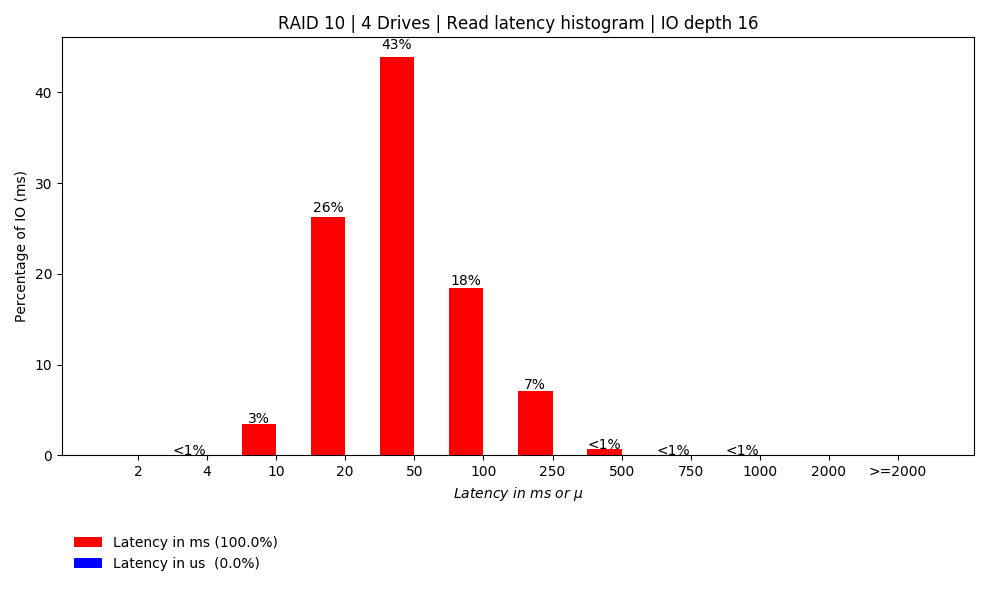 RAID 10 | 4 Drives | Read latency histogram | IO depth 16
43%
40
30
26%
20
18%
10
7%
3%
<1%
<1%
<1%
<1%
0
2 4 10 20 50 100 250 500 750 1000 2000 >=2000
Percentage of IO (ms)
Latency in ms or μ
Latency in ms (100.0%)
Latency in us (0.0%)